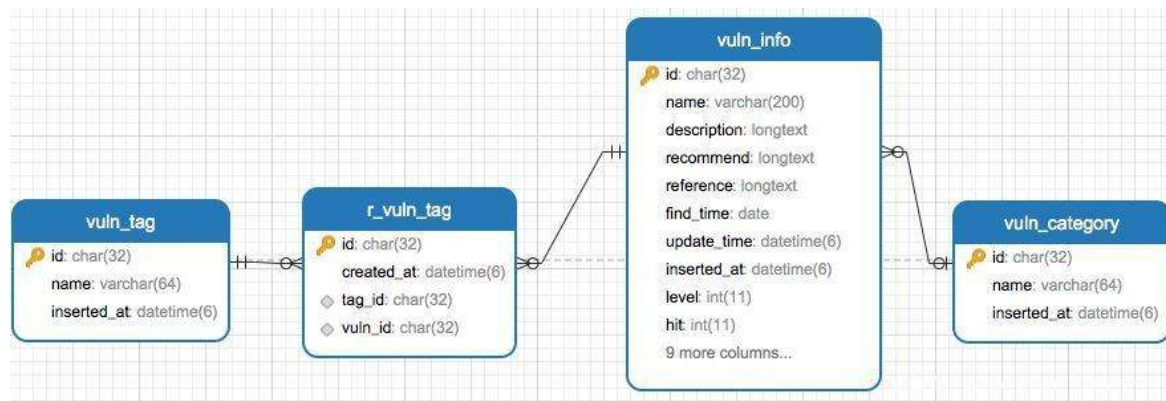 vuln_tag
id: char(32)
name: varchar(64)
inserted_at: datetime(6)
r_vuln_tag
id: char(32)
created_at: datetime(6)
tag_id: char(32)
vuln_id: char(32)
vuln_info
id: char(32)
name: varchar(200)
description: longtext
recommend: longtext
reference: longtext
find_time: date
update_time: datetime(6)
inserted_at: datetime(6)
level: int(11)
hit: int(11)
9 more columns...
vuln_category
id: char(32)
name: varchar(64)
inserted_at: datetime(6)